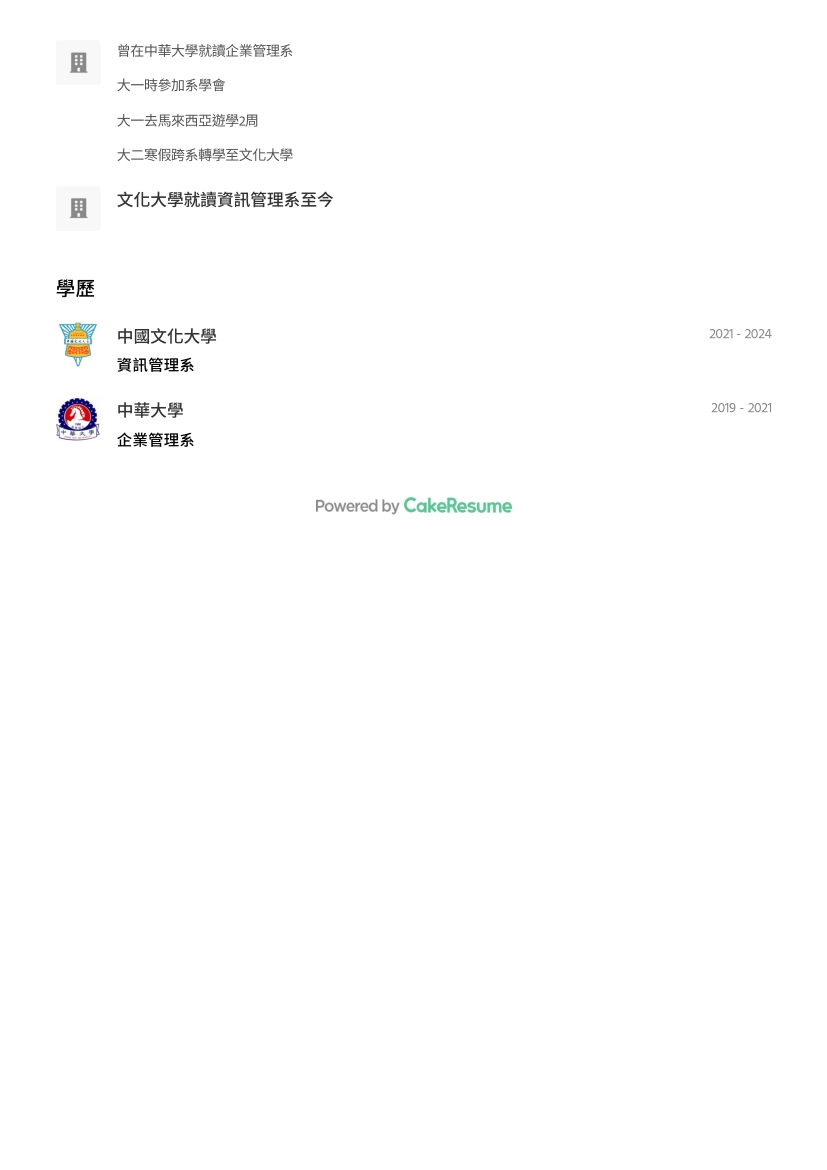 曾在中華大學就讀企業管理系
大一時參加系學會
大一去馬來西亞遊學2周
大二寒假跨系轉學至文化大學
文化大學就讀資訊管理系至今
學歷
中國文化大學
2021 - 2024
資訊管理系
中華大學
2019 - 2021
企業管理系
中華大學
Powered by CakeResume